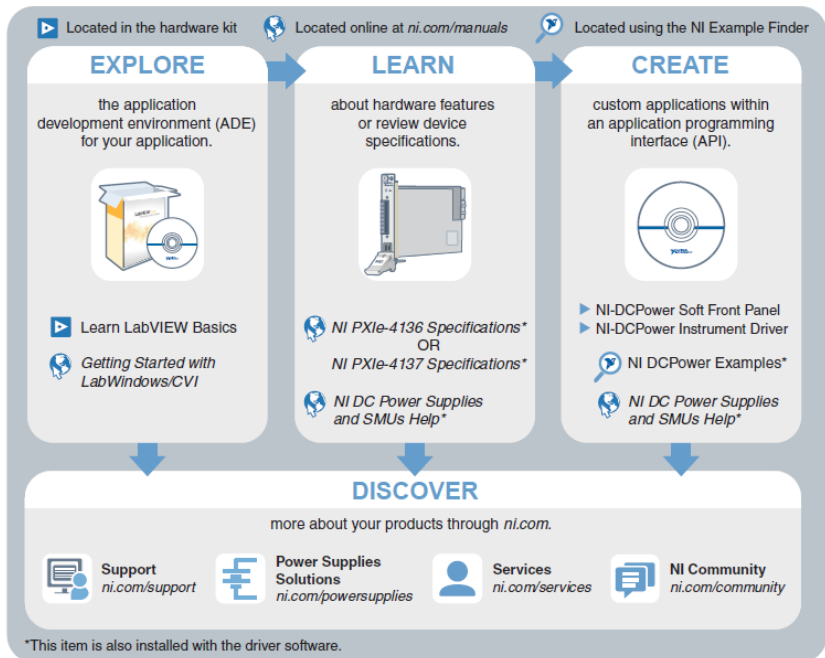 Located in the hardware kit
Located online at ni.com/manuals
Located using the NI Example Finder
EXPLORE
the application
development environment (ADE)
for your application.
Learn LabVIEW Basics
Getting Started with
LabWindows/CVI
LEARN
about hardware features
or review device
specifications.
NI PXIe-4136 Specifications*
OR
NI PXIe-4137 Specifications*
NI DC Power Supplies
and SMUs Help*
CREATE
custom applications within
an application programming
interface (API).
NI-DCPower Soft Front Panel
NI-DCPower Instrument Driver
NI DCPower Examples*
NI DC Power Supplies
and SMUs Help*
DISCOVER
more about your products through ni.com.
Support
ni.com/support
Power Supplies
Solutions
ni.com/powersupplies
Services
ni.com/services
NI Community
ni.com/community
*This item is also installed with the driver software.